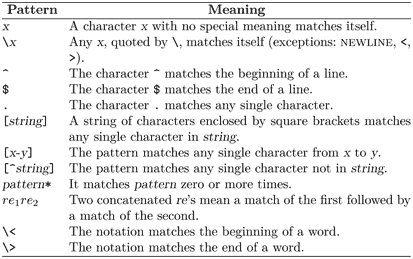 Pattern Meaning
x A character x with no special meaning matches itself.
\x Any x, quoted by \, matches itself (exceptions: NEWLINE, <,
>).
^ The character ^ matches the beginning of a line.
$ The character $ matches the end of a line.
. The character . matches any single character.
[string] A string of characters enclosed by square brackets matches
any single character in string.
[x-y] The pattern matches any single character from x to y.
[^string] The pattern matches any single character not in string.
pattern* It matches pattern zero or more times.
re1re2 Two concatenated re's mean a match of the first followed by
a match of the second.
\< The notation matches the beginning of a word.
\> The notation matches the end of a word.